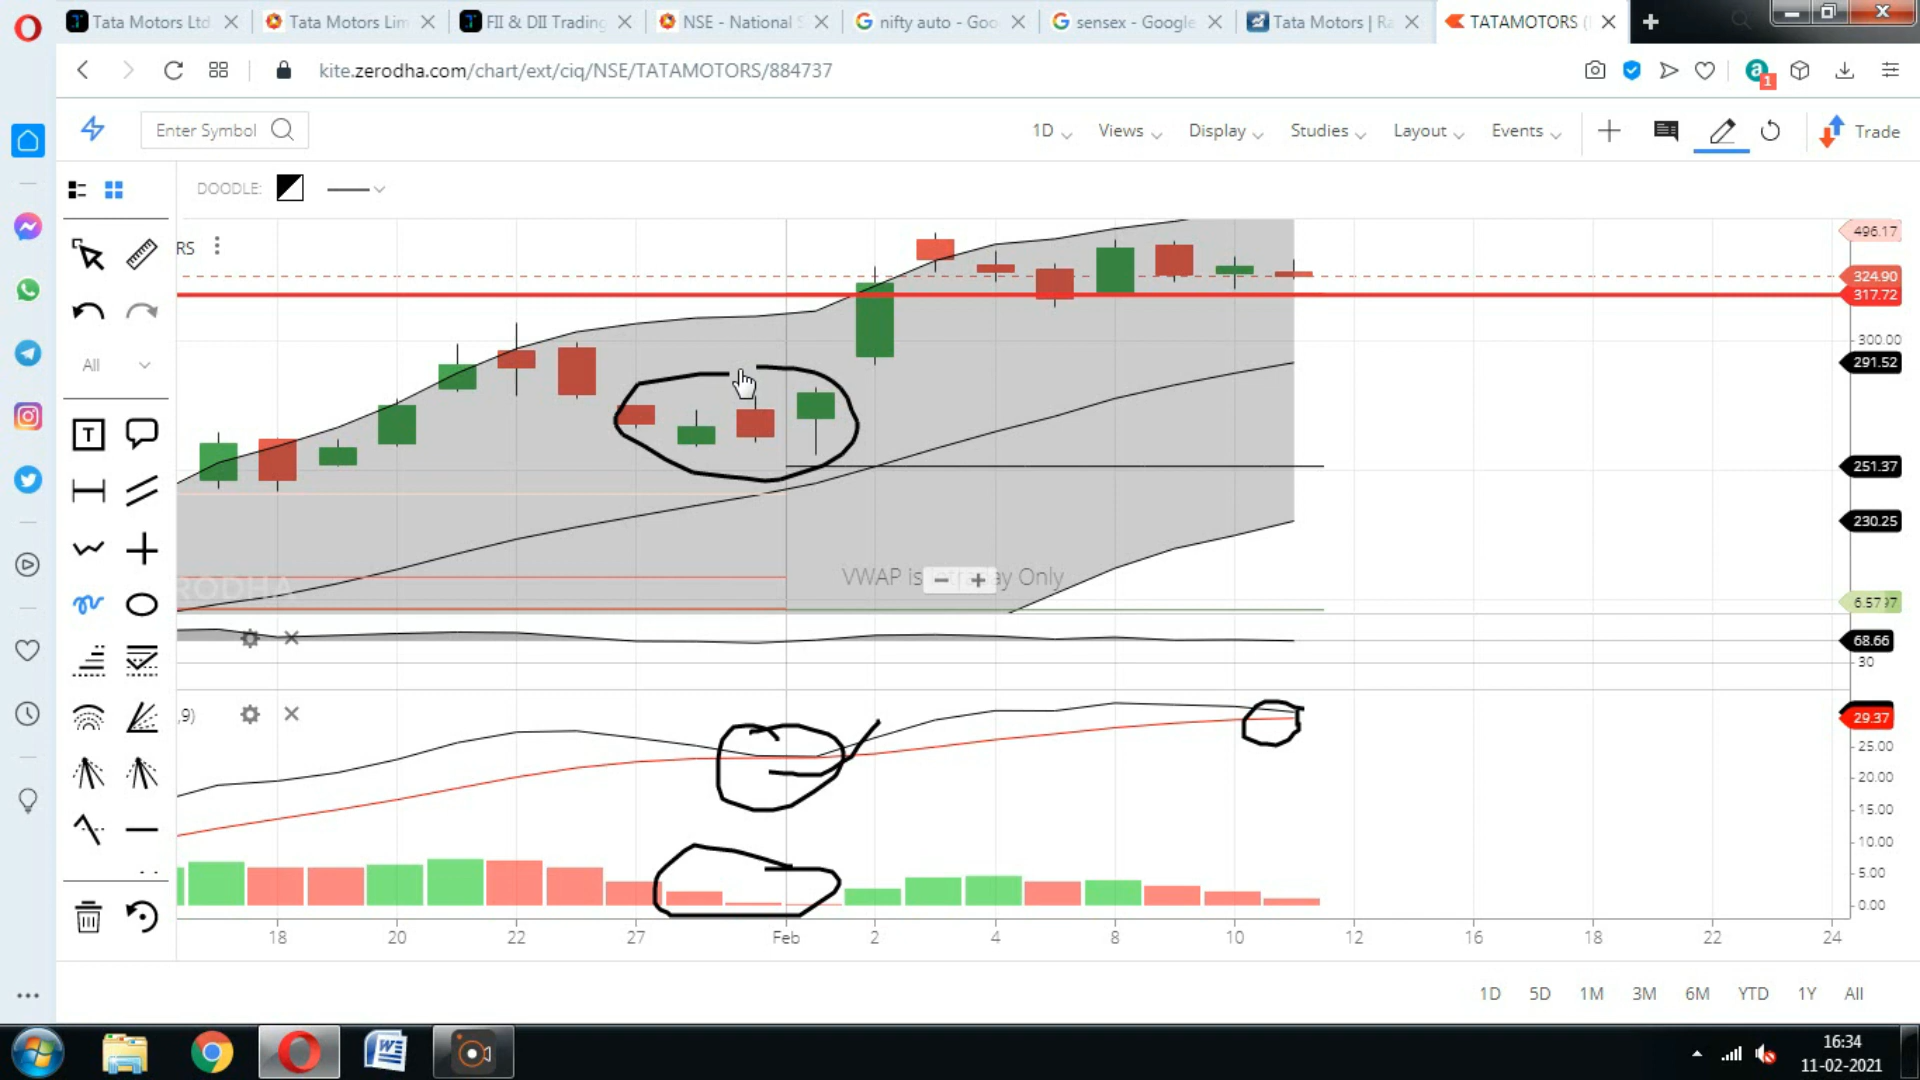 Tata Motors Ltd
Tata Motors Lim
FII & DII Trading
NSE - National S
nifty auto - Goo
sensex - Google
Tata Motors | Ra
TATAMOTORS (
kite.zerodha.com/chart/ext/ciq/NSE/TATAMOTORS/884737
a
1
Enter Symbol
1D
Views
Display
Studies
Layout
Events
Trade
DOODLE:
RS
496.17
324.90
317.72
300.00
291.52
251.37
230.25
All
T
VWAP is
ay Only
RODHA
68.66
30
,9)
29.37
25.00
20.00
15.00
10.00
5.00
0.00
18
20
22
27
Feb
2
4
8
10
12
16
18
22
24
1D
5D
1M
3M
6M
YTD
1Y
All
16:34
11-02-2021